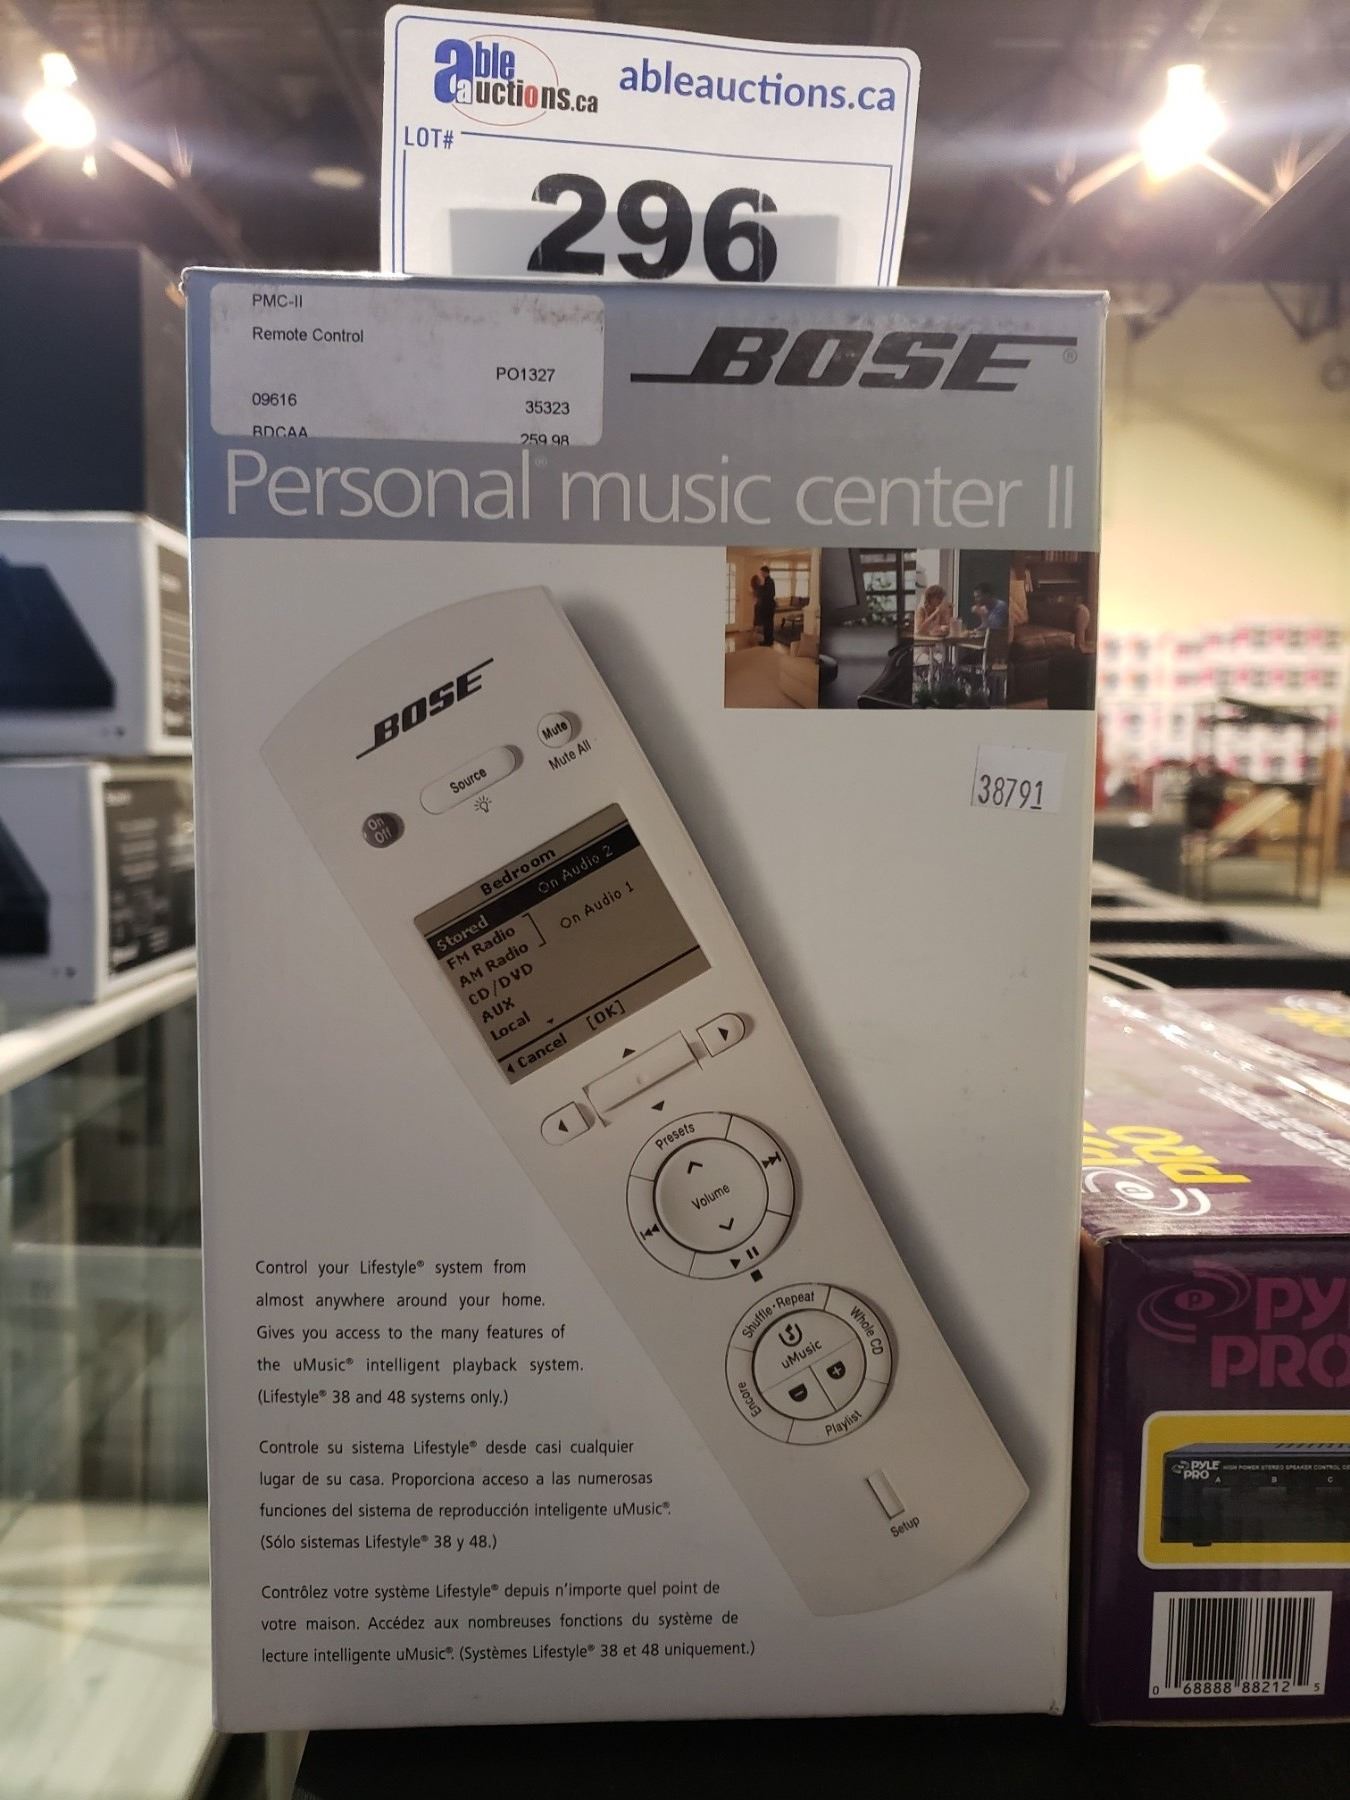 able auctions.ca
ableauctions.ca
LOT#
296
PMC-II
Remote Control
PO1327
09616 35323
BDCAA 259.98
BOSE®
Personal® music center II
38791
BOSE
Mute
Mute All
Source
On
Off
Bedroom
Stored On Audio 2
FM Radio On Audio 1
AM Radio
CD/DVD
AUX
Local
Cancel [OK]
Presets
Volume
Shuffle・Repeat
Whole CD
uMusic
Encore
Playlist
Setup
Control your Lifestyle® system from
almost anywhere around your home.
Gives you access to the many features of
the uMusic® intelligent playback system.
(Lifestyle® 38 and 48 systems only.)
Controle su sistema Lifestyle® desde casi cualquier
lugar de su casa. Proporciona acceso a las numerosas
funciones del sistema de reproducción inteligente uMusic®.
(Sólo sistemas Lifestyle® 38 y 48.)
Contrôlez votre système Lifestyle® depuis n'importe quel point de
votre maison. Accédez aux nombreuses fonctions du système de
lecture intelligente uMusic®. (Systèmes Lifestyle® 38 et 48 uniquement.)
PRO
PY
PRO
PYLE
PRO
HIGH POWER STEREO SPEAKER CONTROL
A B C
0 68888 88212 5